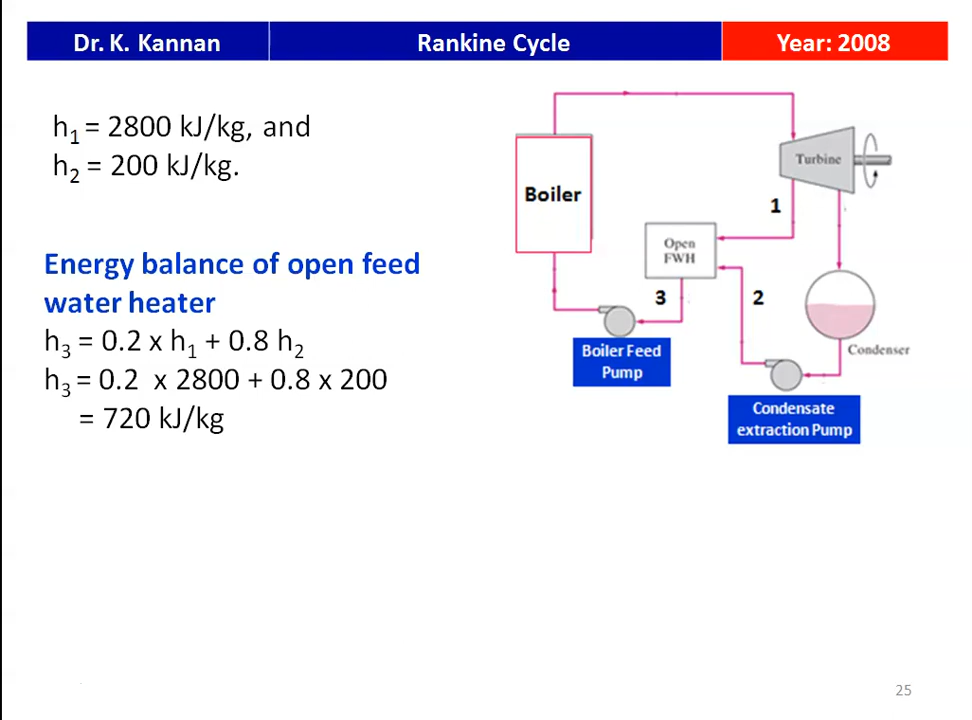 Dr. K. Kannan
Rankine Cycle
Year: 2008
h₁ = 2800 kJ/kg, and
h₂ = 200 kJ/kg.
Energy balance of open feed
water heater
h₃ = 0.2 x h₁ + 0.8 h₂
h₃ = 0.2 x 2800 + 0.8 x 200
= 720 kJ/kg
Boiler
Turbine
1
Open
FWH
3
2
Boiler Feed
Pump
Condenser
Condensate
extraction Pump
25